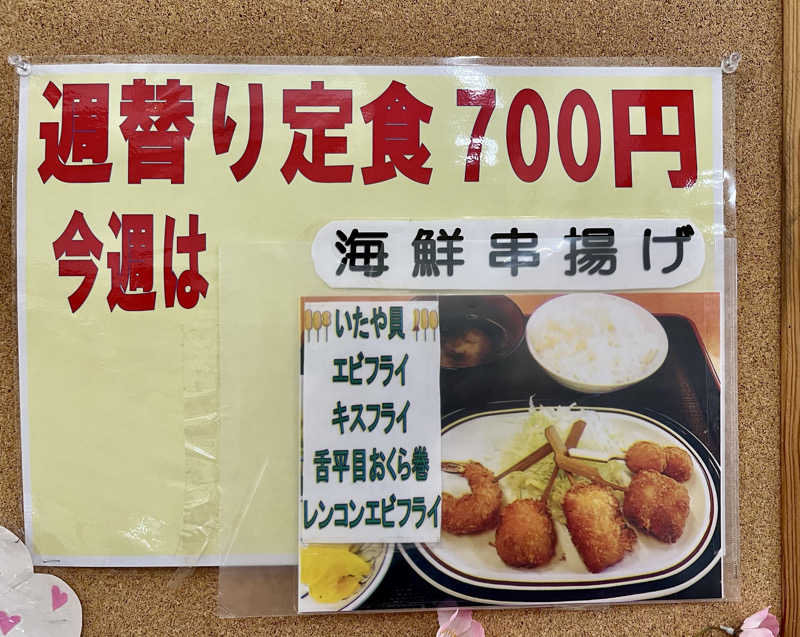 週替り定食700円
今週は
海鮮串揚げ
いたや貝
エビフライ
キスフライ
舌平目おくら巻
レンコンエビフライ